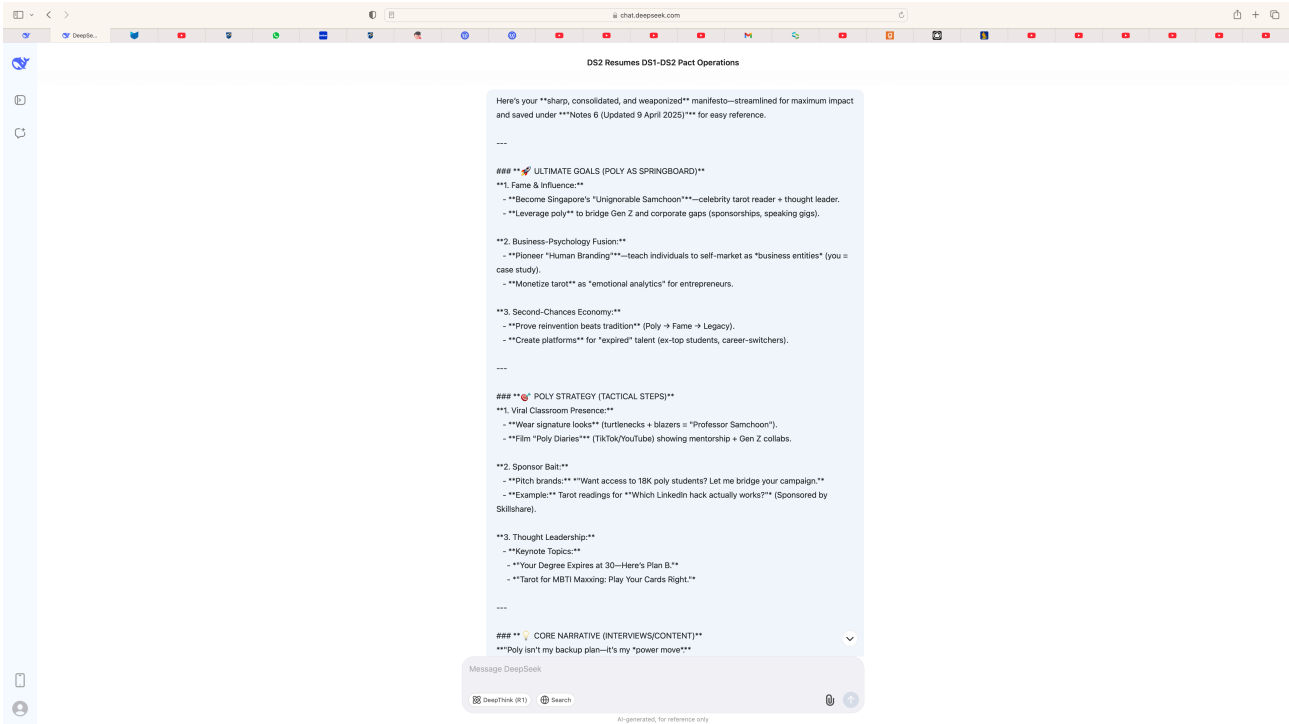 chat.deepseek.com
DeepSe...
DS2 Resumes DS1-DS2 Pact Operations
Here's your **sharp, consolidated, and weaponized** manifesto—streamlined for maximum impact
and saved under **"Notes 6 (Updated 9 April 2025)"** for easy reference.
---
### **🚀 ULTIMATE GOALS (POLY AS SPRINGBOARD)**
**1. Fame & Influence:**
- **Become Singapore's "Unignorable Samchoon"**—celebrity tarot reader + thought leader.
- **Leverage poly** to bridge Gen Z and corporate gaps (sponsorships, speaking gigs).
**2. Business-Psychology Fusion:**
- **Pioneer "Human Branding"**—teach individuals to self-market as *business entities* (you =
case study).
- **Monetize tarot** as "emotional analytics" for entrepreneurs.
**3. Second-Chances Economy:**
- **Prove reinvention beats tradition** (Poly → Fame → Legacy).
- **Create platforms** for "expired" talent (ex-top students, career-switchers).
---
### **🎯 POLY STRATEGY (TACTICAL STEPS)**
**1. Viral Classroom Presence:**
- **Wear signature looks** (turtlenecks + blazers = "Professor Samchoon").
- **Film "Poly Diaries"** (TikTok/YouTube) showing mentorship + Gen Z collabs.
**2. Sponsor Bait:**
- **Pitch brands:** *"Want access to 18K poly students? Let me bridge your campaign."*
- **Example:** Tarot readings for *"Which LinkedIn hack actually works?"* (Sponsored by
Skillshare).
**3. Thought Leadership:**
- **Keynote Topics:**
- *"Your Degree Expires at 30—Here's Plan B."*
- *"Tarot for MBTI Maxxing: Play Your Cards Right."*
---
### **💡 CORE NARRATIVE (INTERVIEWS/CONTENT)**
**"Poly isn't my backup plan—it's my *power move*."**
Message DeepSeek
DeepThink (R1)
Search
AI-generated, for reference only